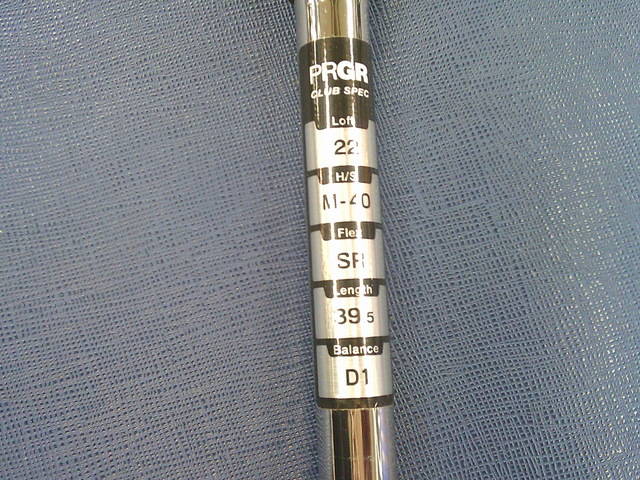 PRGR
CLUB SPEC
Loft
22
H/S
M-40
Flex
SR
Length
39.5
Balance
D1